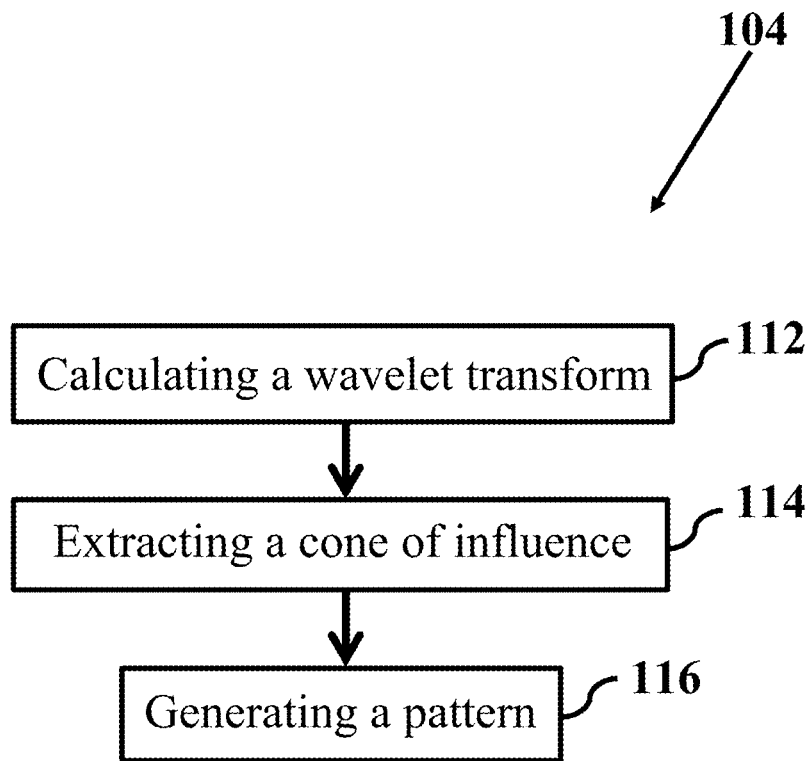 104
Calculating a wavelet transform
112
Extracting a cone of influence
114
Generating a pattern
116